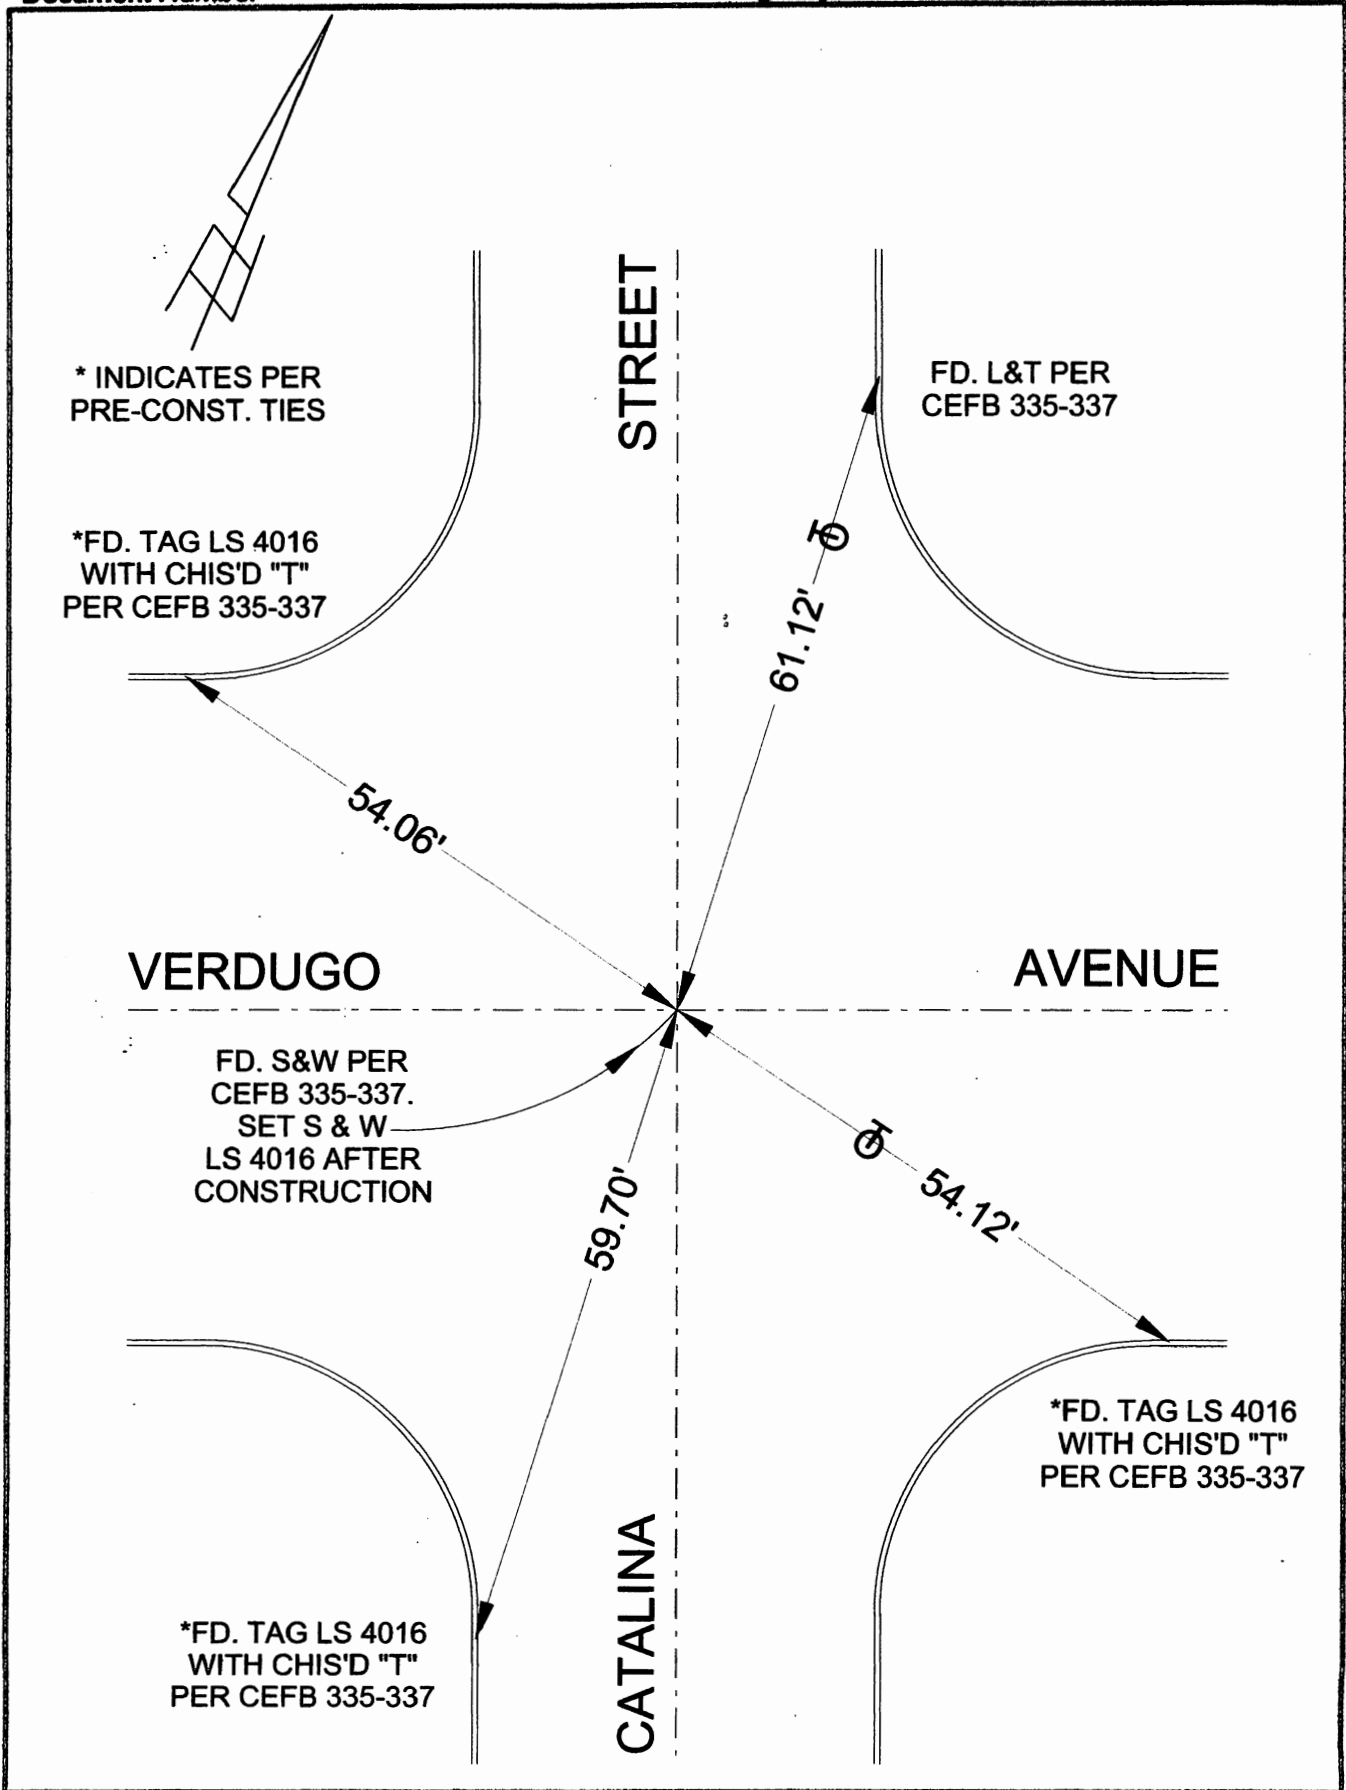 Document Number
STREET
* INDICATES PER
PRE-CONST. TIES
FD. L&T PER
CEFB 335-337
*FD. TAG LS 4016
WITH CHIS'D "T"
PER CEFB 335-337
61.12'
54.06'
VERDUGO
AVENUE
FD. S&W PER
CEFB 335-337.
SET S & W
LS 4016 AFTER
CONSTRUCTION
59.70'
54.12'
*FD. TAG LS 4016
WITH CHIS'D "T"
PER CEFB 335-337
CATALINA
*FD. TAG LS 4016
WITH CHIS'D "T"
PER CEFB 335-337